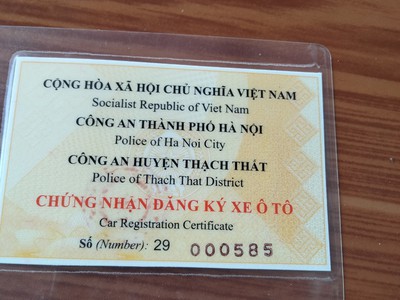 CỘNG HÒA XÃ HỘI CHỦ NGHĨA VIỆT NAM
Socialist Republic of Viet Nam
CÔNG AN THÀNH PHỐ HÀ NỘI
Police of Ha Noi City
CÔNG AN HUYỆN THẠCH THẤT
Police of Thach That District
CHỨNG NHẬN ĐĂNG KÝ XE Ô TÔ
Car Registration Certificate
Số (Number): 29 000585